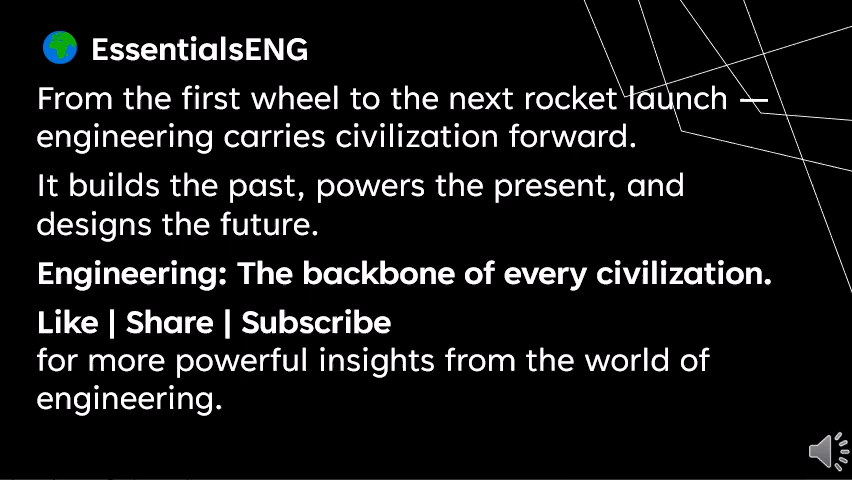 🌍 EssentialsENG
From the first wheel to the next rocket launch —
engineering carries civilization forward.
It builds the past, powers the present, and
designs the future.
Engineering: The backbone of every civilization.
Like | Share | Subscribe
for more powerful insights from the world of
engineering.